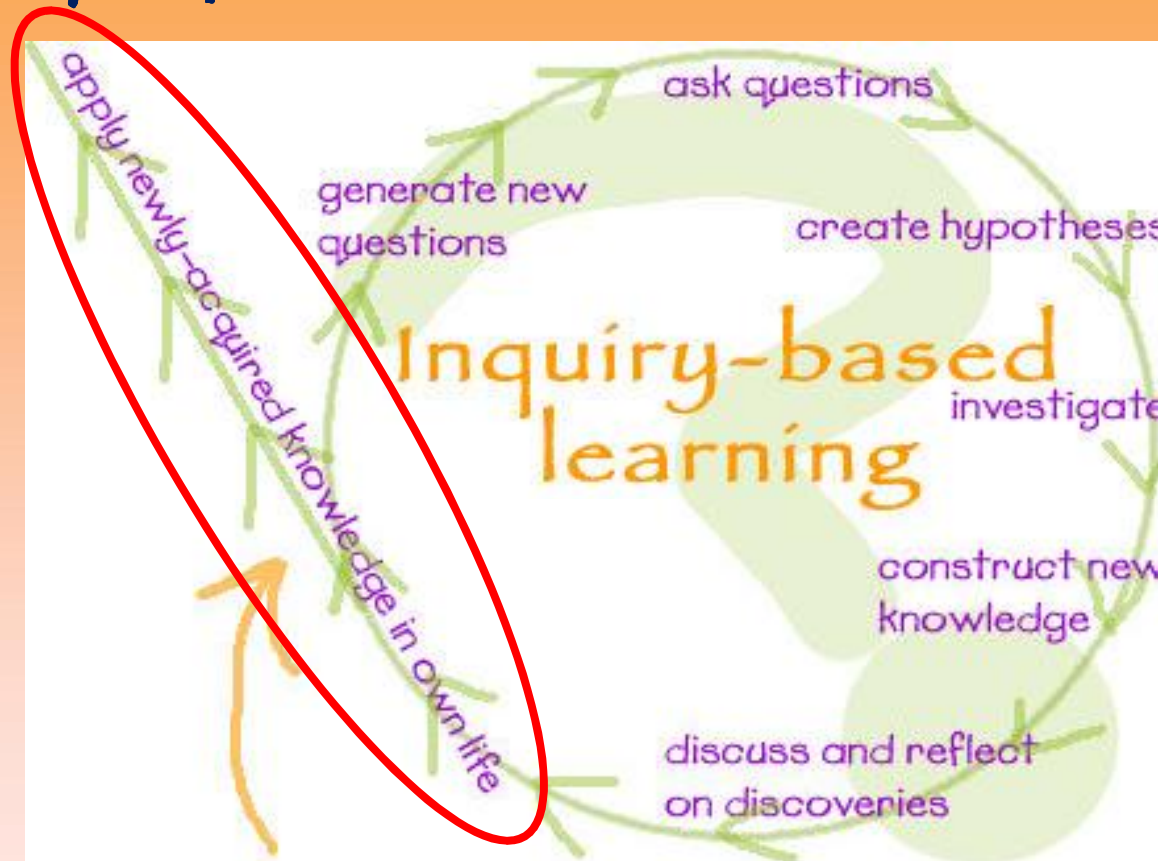 ask questions
generate new
questions
create hypotheses
Inquiry-based
learning
investigate
construct new
knowledge
discuss and reflect
on discoveries
apply newly-acquired knowledge in own life